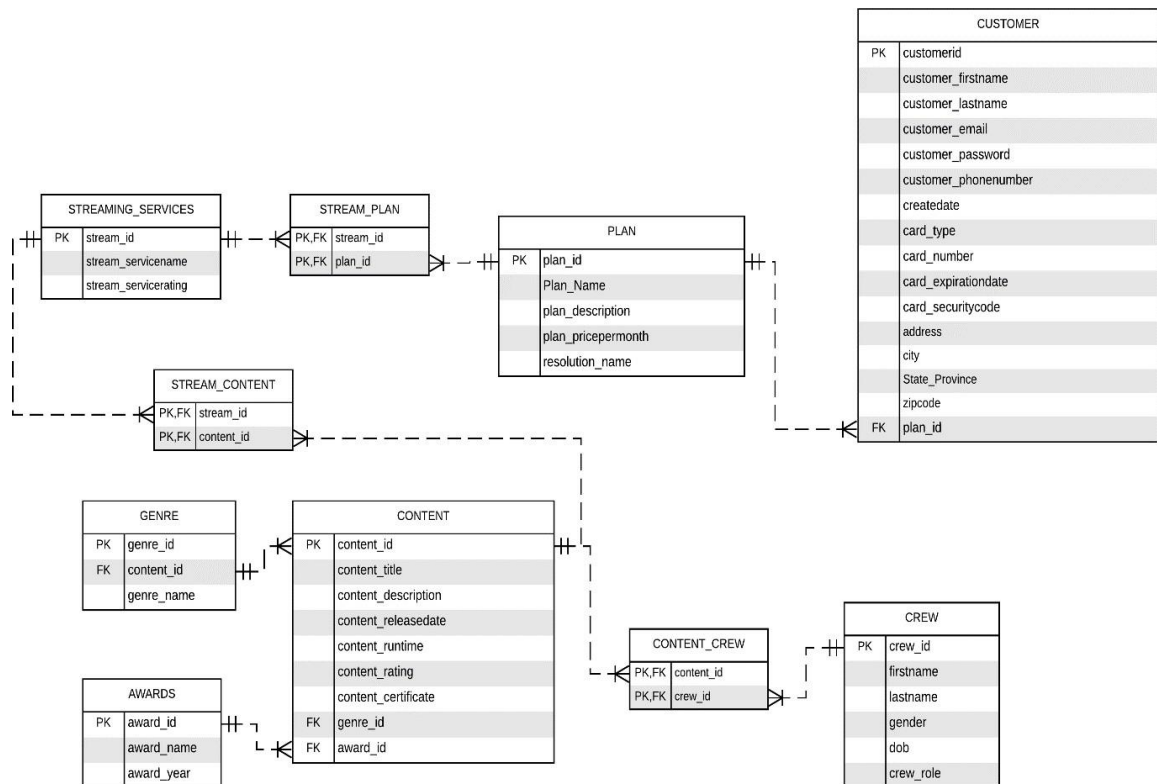 CUSTOMER
PK customerid
customer_firstname
customer_lastname
customer_email
customer_password
customer_phonenumber
createdate
card_type
card_number
card_expirationdate
card_securitycode
address
city
State_Province
zipcode
FK plan_id
STREAMING_SERVICES
PK stream_id
stream_servicename
stream_servicerating
STREAM_PLAN
PK,FK stream_id
PK,FK plan_id
PLAN
PK plan_id
Plan_Name
plan_description
plan_pricepermonth
resolution_name
STREAM_CONTENT
PK,FK stream_id
PK,FK content_id
GENRE
PK genre_id
FK content_id
genre_name
CONTENT
PK content_id
content_title
content_description
content_releasedate
content_runtime
content_rating
content_certificate
FK genre_id
FK award_id
AWARDS
PK award_id
award_name
award_year
CONTENT_CREW
PK,FK content_id
PK,FK crew_id
CREW
PK crew_id
firstname
lastname
gender
dob
crew_role